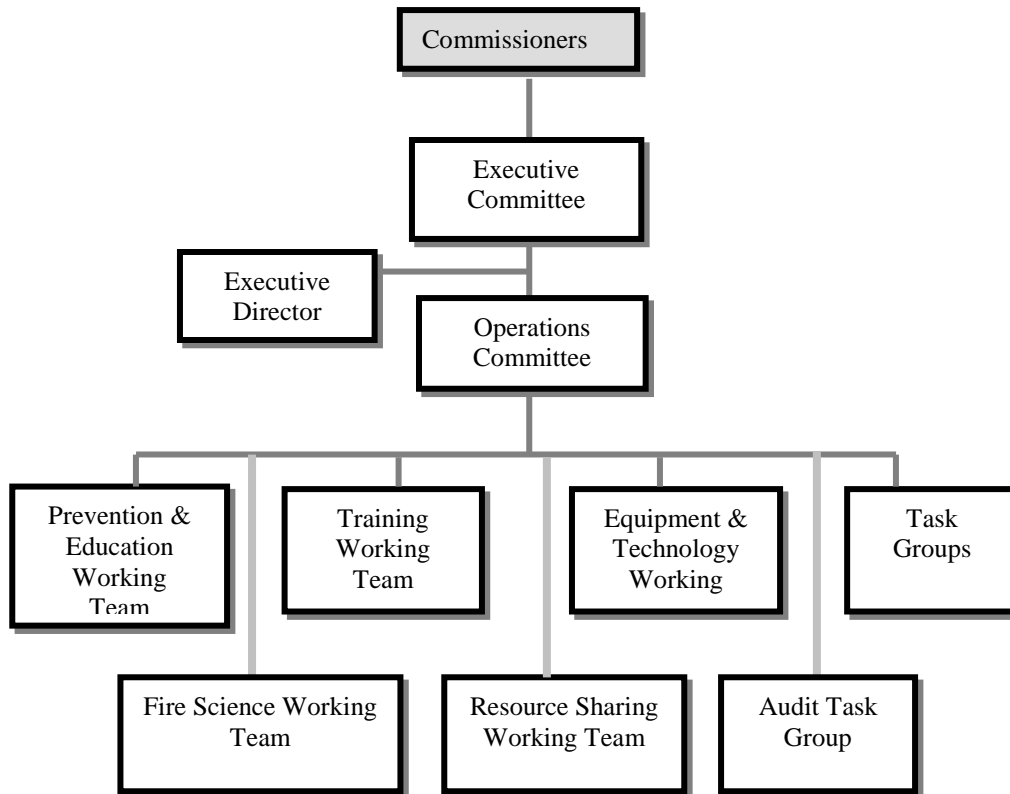 Commissioners
Executive
Committee
Executive
Director
Operations
Committee
Prevention &
Education
Working
Team
Training
Working
Team
Equipment &
Technology
Working
Task
Groups
Fire Science Working
Team
Resource Sharing
Working Team
Audit Task
Group